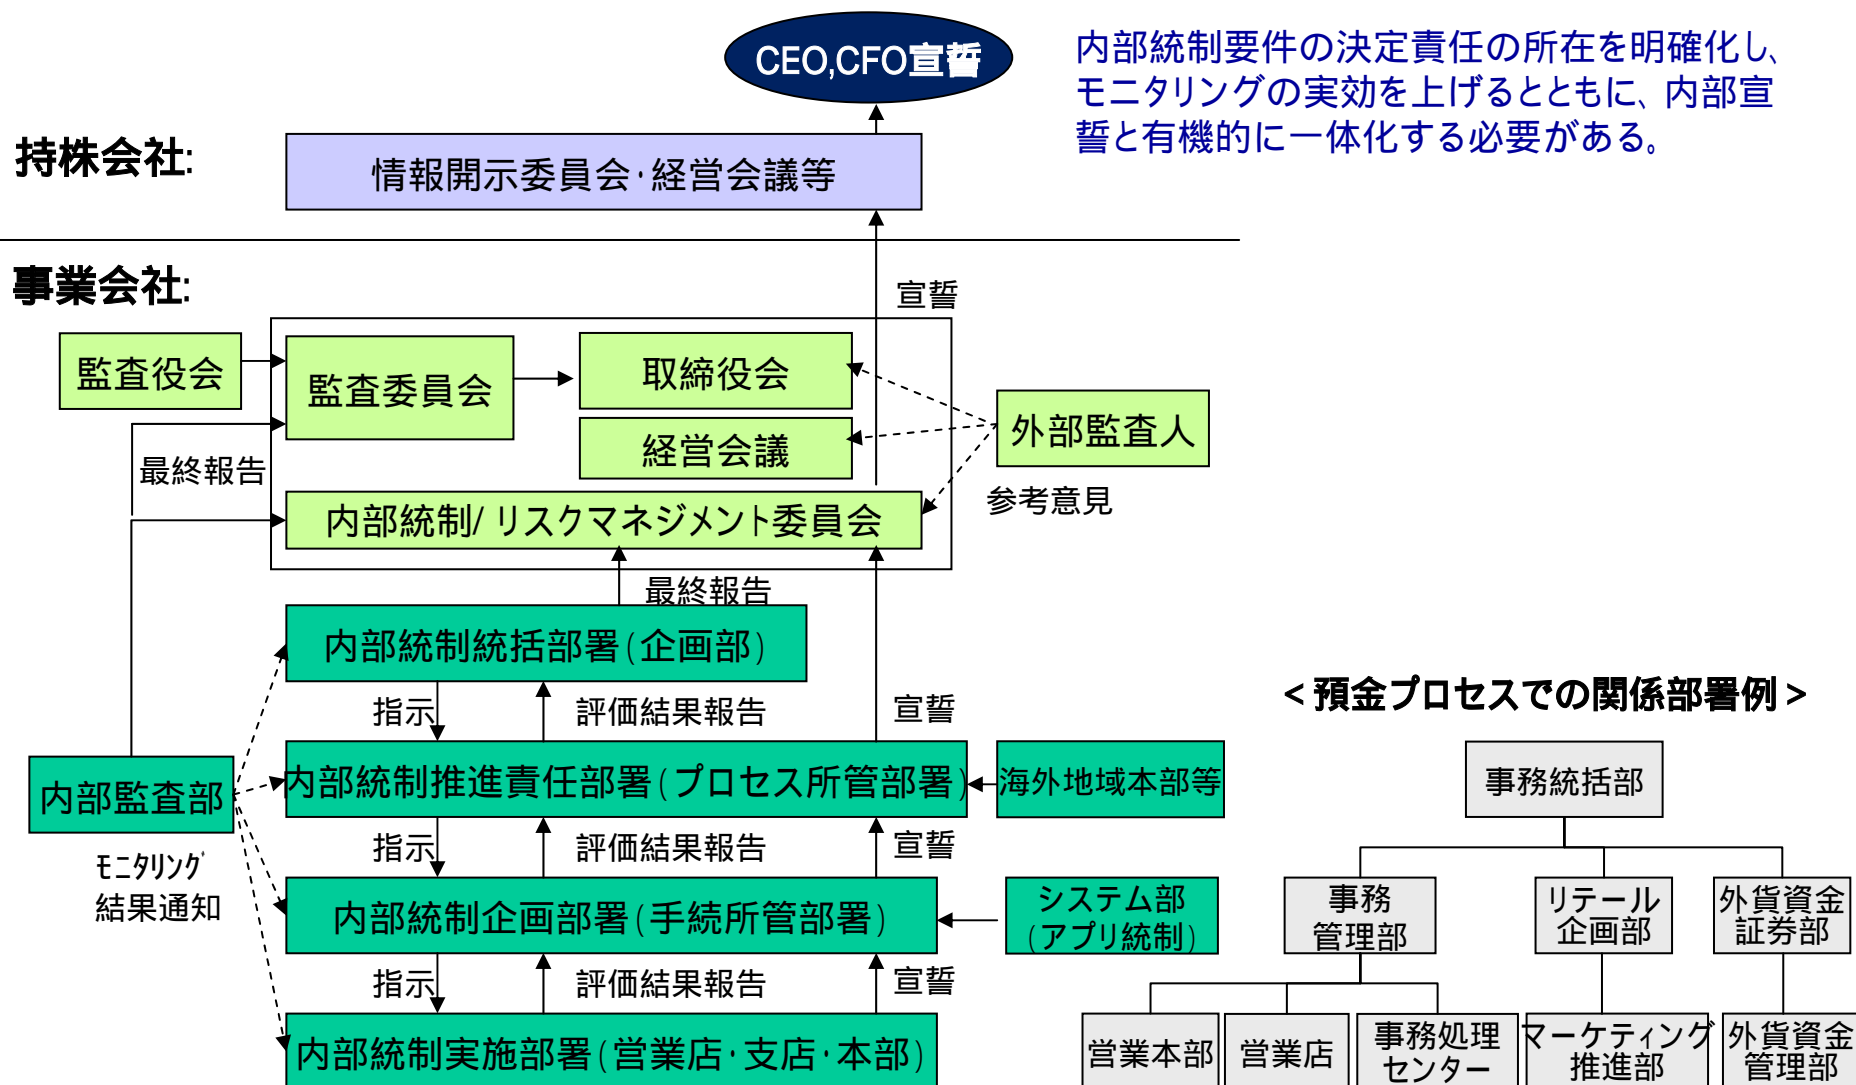 CEO,CFO宣誓
内部統制要件の決定責任の所在を明確化し、
モニタリングの実効を上げるとともに、内部宣
誓と有機的に一体化する必要がある。
持株会社:
情報開示委員会・経営会議等
事業会社:
宣誓
監査役会
監査委員会
取締役会
経営会議
外部監査人
最終報告
参考意見
内部統制/リスクマネジメント委員会
最終報告
内部統制統括部署(企画部)
指示
評価結果報告
宣誓
<預金プロセスでの関係部署例>
内部監査部
内部統制推進責任部署(プロセス所管部署)
海外地域本部等
事務統括部
指示
評価結果報告
宣誓
モニタリング
結果通知
内部統制企画部署(手続所管部署)
システム部
(アプリ統制)
事務
管理部
リテール
企画部
外貨資金
証券部
指示
評価結果報告
宣誓
内部統制実施部署(営業店・支店・本部)
営業本部
営業店
事務処理
センター
マーケティング
推進部
外貨資金
管理部